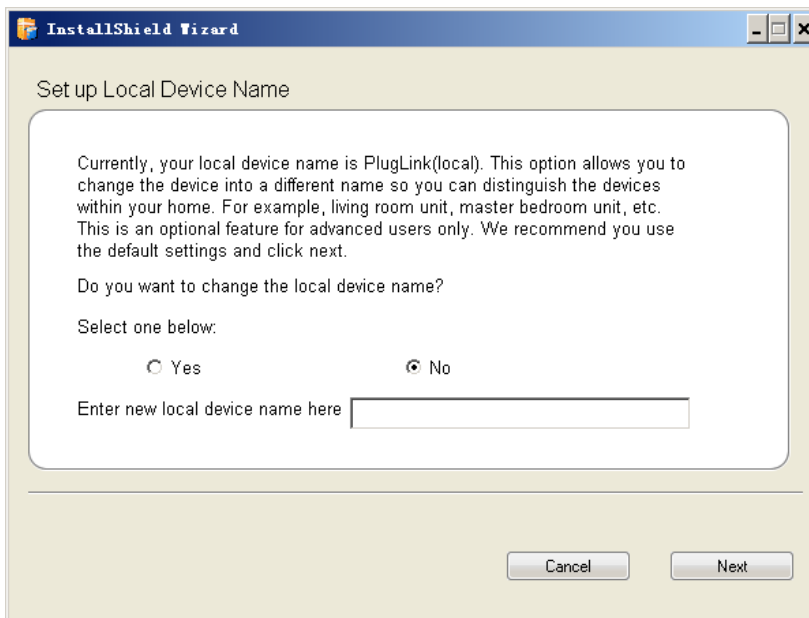 InstallShield Wizard
Set up Local Device Name
Currently, your local device name is PlugLink(local). This option allows you to
change the device into a different name so you can distinguish the devices
within your home. For example, living room unit, master bedroom unit, etc.
This is an optional feature for advanced users only. We recommend you use
the default settings and click next.
Do you want to change the local device name?
Select one below:
Yes No
Enter new local device name here
Cancel Next